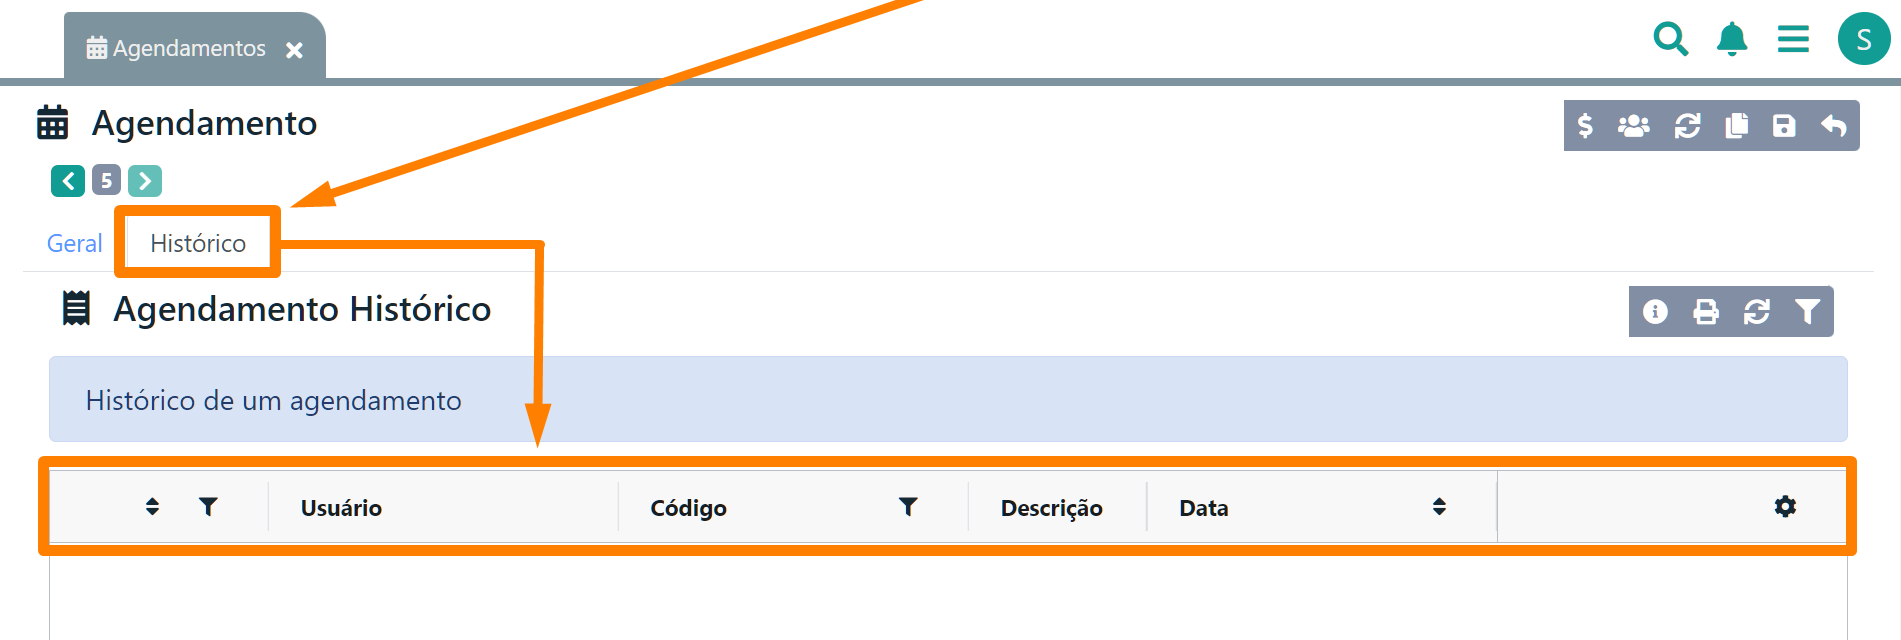 Agendamentos
S
Agendamento
5
Geral Histórico
Agendamento Histórico
Histórico de um agendamento
Usuário Código Descrição Data